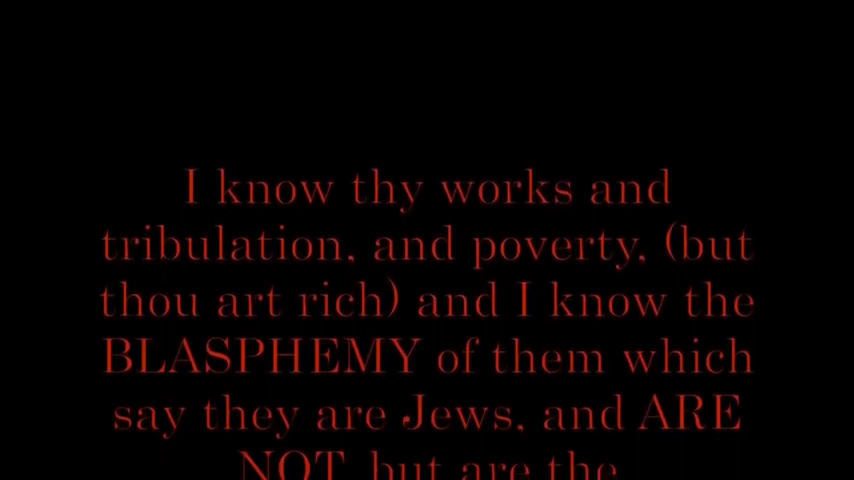 I know thy works and
tribulation, and poverty, (but
thou art rich) and I know the
BLASPHEMY of them which
say they are Jews, and ARE
NOT, but are the